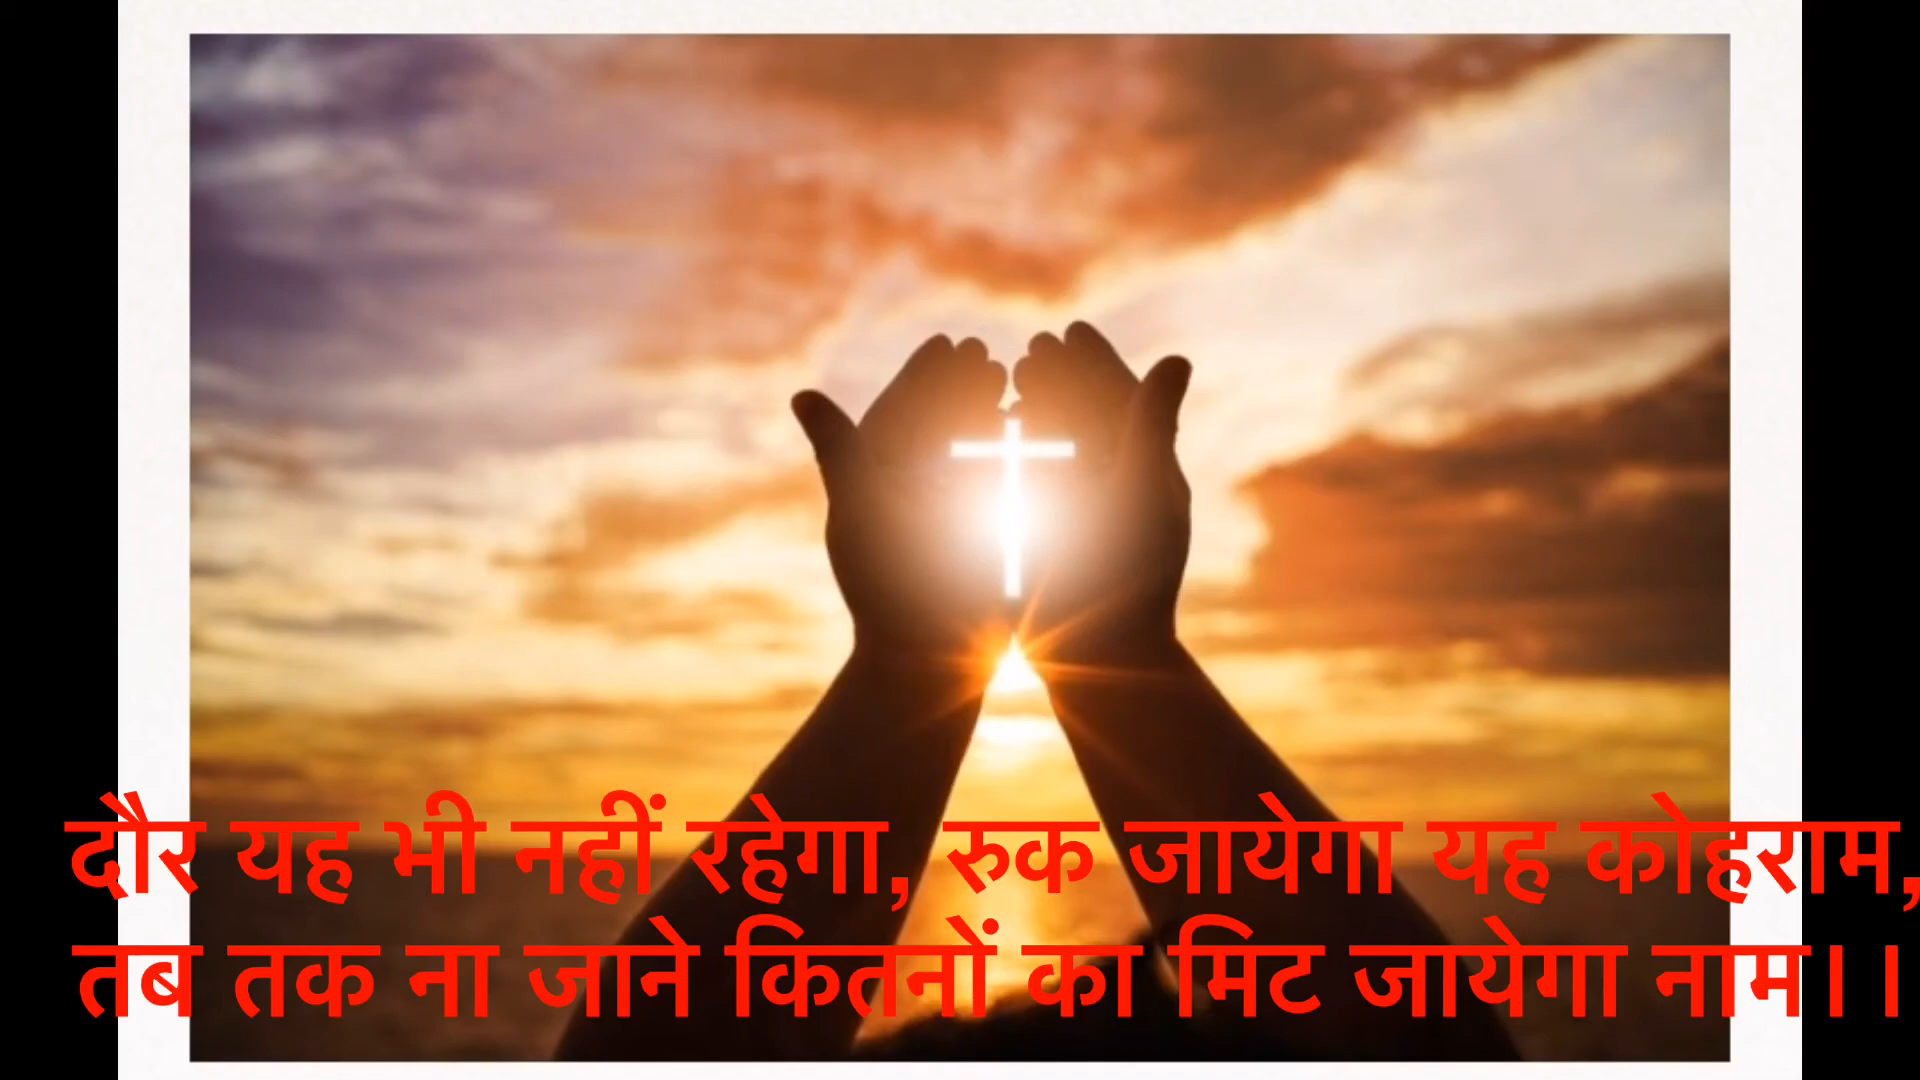 दौर यह भी नहीं रहेगा, रुक जायेगा यह कोहराम,
तब तक ना जाने कितनों का मिट जायेगा नाम।।